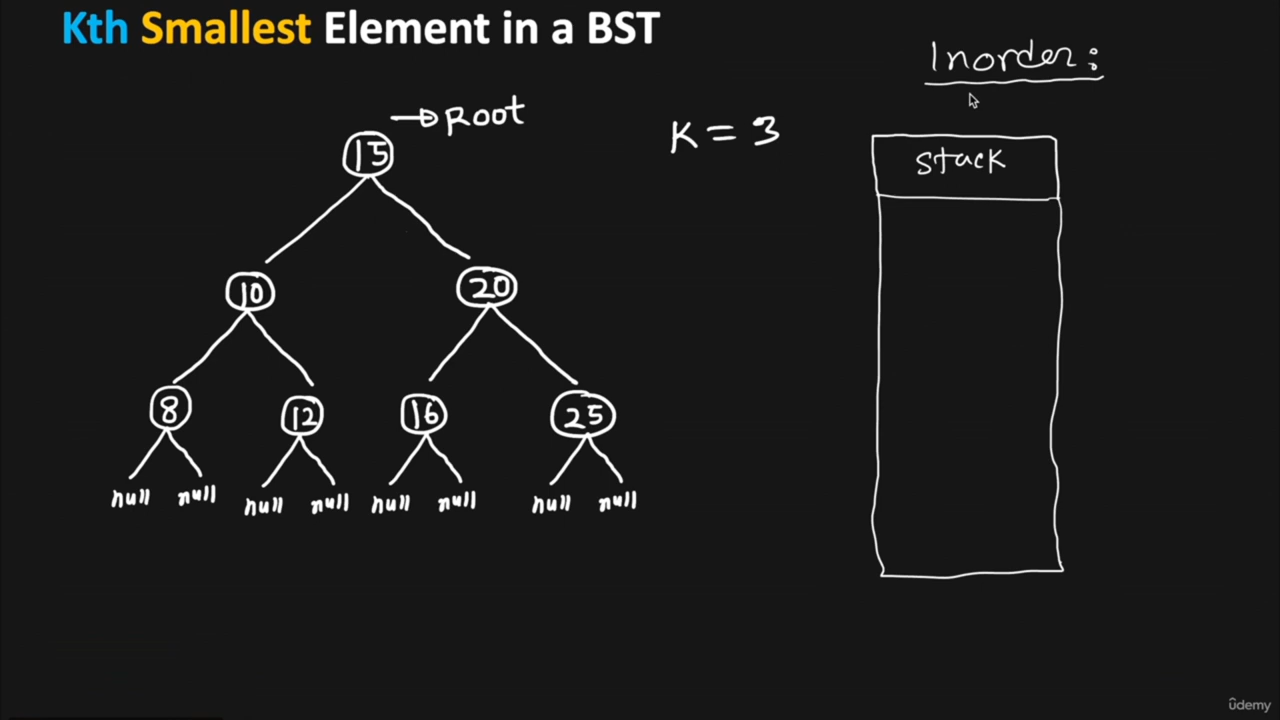 Kth Smallest Element in a BST
Inorder:
→ Root
K = 3
15
stack
10
20
8
12
16
25
null null null null null null null null
ûdemy